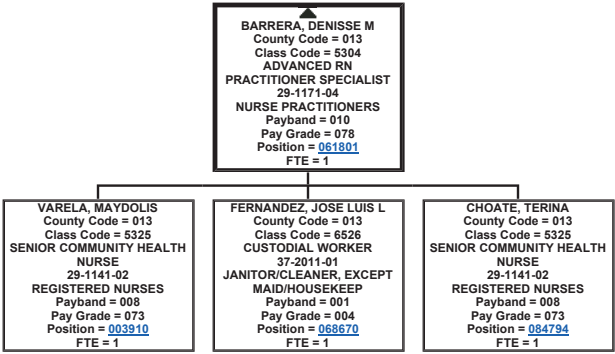 BARRERA, DENISSE M
County Code = 013
Class Code = 5304
ADVANCED RN
PRACTITIONER SPECIALIST
29-1171-04
NURSE PRACTITIONERS
Payband = 010
Pay Grade = 078
Position = 061801
FTE = 1
VARELA, MAYDOLIS
County Code = 013
Class Code = 5325
SENIOR COMMUNITY HEALTH
NURSE
29-1141-02
REGISTERED NURSES
Payband = 008
Pay Grade = 073
Position = 003910
FTE = 1
FERNANDEZ, JOSE LUIS L
County Code = 013
Class Code = 6526
CUSTODIAL WORKER
37-2011-01
JANITOR/CLEANER, EXCEPT
MAID/HOUSEKEEP
Payband = 001
Pay Grade = 004
Position = 068670
FTE = 1
CHOATE, TERINA
County Code = 013
Class Code = 5325
SENIOR COMMUNITY HEALTH
NURSE
29-1141-02
REGISTERED NURSES
Payband = 008
Pay Grade = 073
Position = 084794
FTE = 1